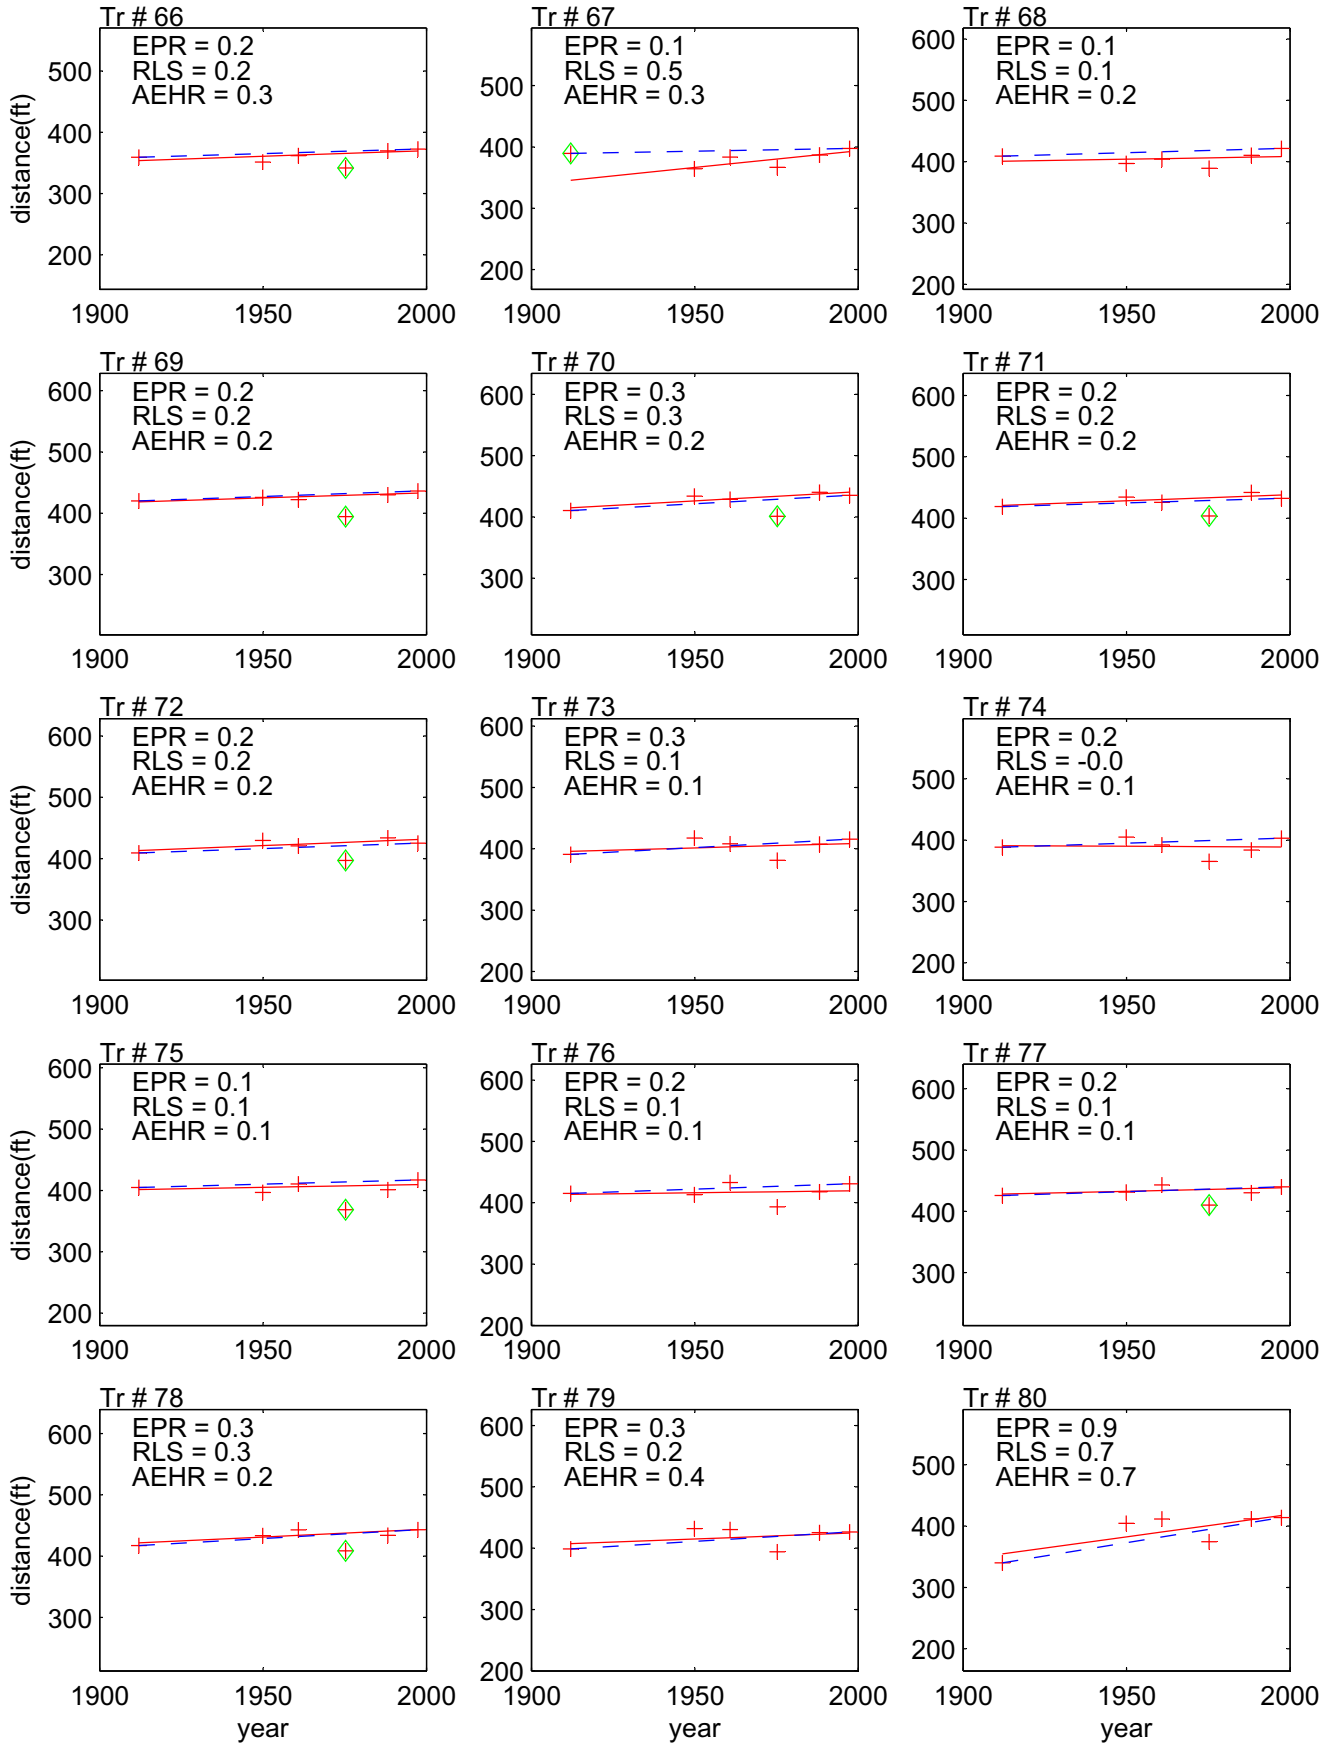 Tr # 66
EPR = 0.2
RLS = 0.2
AEHR = 0.3
500
400
300
200
distance(ft)
1900
1950
2000
Tr # 67
EPR = 0.1
RLS = 0.5
AEHR = 0.3
500
400
300
200
1900
1950
2000
Tr # 68
EPR = 0.1
RLS = 0.1
AEHR = 0.2
600
500
400
300
200
1900
1950
2000
Tr # 69
EPR = 0.2
RLS = 0.2
AEHR = 0.2
600
500
400
300
distance(ft)
1900
1950
2000
Tr # 70
EPR = 0.3
RLS = 0.3
AEHR = 0.2
600
500
400
300
1900
1950
2000
Tr # 71
EPR = 0.2
RLS = 0.2
AEHR = 0.2
600
500
400
300
1900
1950
2000
Tr # 72
EPR = 0.2
RLS = 0.2
AEHR = 0.2
600
500
400
300
distance(ft)
1900
1950
2000
Tr # 73
EPR = 0.3
RLS = 0.1
AEHR = 0.1
600
500
400
300
200
1900
1950
2000
Tr # 74
EPR = 0.2
RLS = -0.0
AEHR = 0.1
500
400
300
200
1900
1950
2000
Tr # 75
EPR = 0.1
RLS = 0.1
AEHR = 0.1
600
500
400
300
200
distance(ft)
1900
1950
2000
Tr # 76
EPR = 0.2
RLS = 0.1
AEHR = 0.1
600
500
400
300
200
1900
1950
2000
Tr # 77
EPR = 0.2
RLS = 0.1
AEHR = 0.1
600
500
400
300
1900
1950
2000
Tr # 78
EPR = 0.3
RLS = 0.3
AEHR = 0.2
600
500
400
300
distance(ft)
1900
1950
2000
year
Tr # 79
EPR = 0.3
RLS = 0.2
AEHR = 0.4
600
500
400
300
200
1900
1950
2000
year
Tr # 80
EPR = 0.9
RLS = 0.7
AEHR = 0.7
500
400
300
200
1900
1950
2000
year